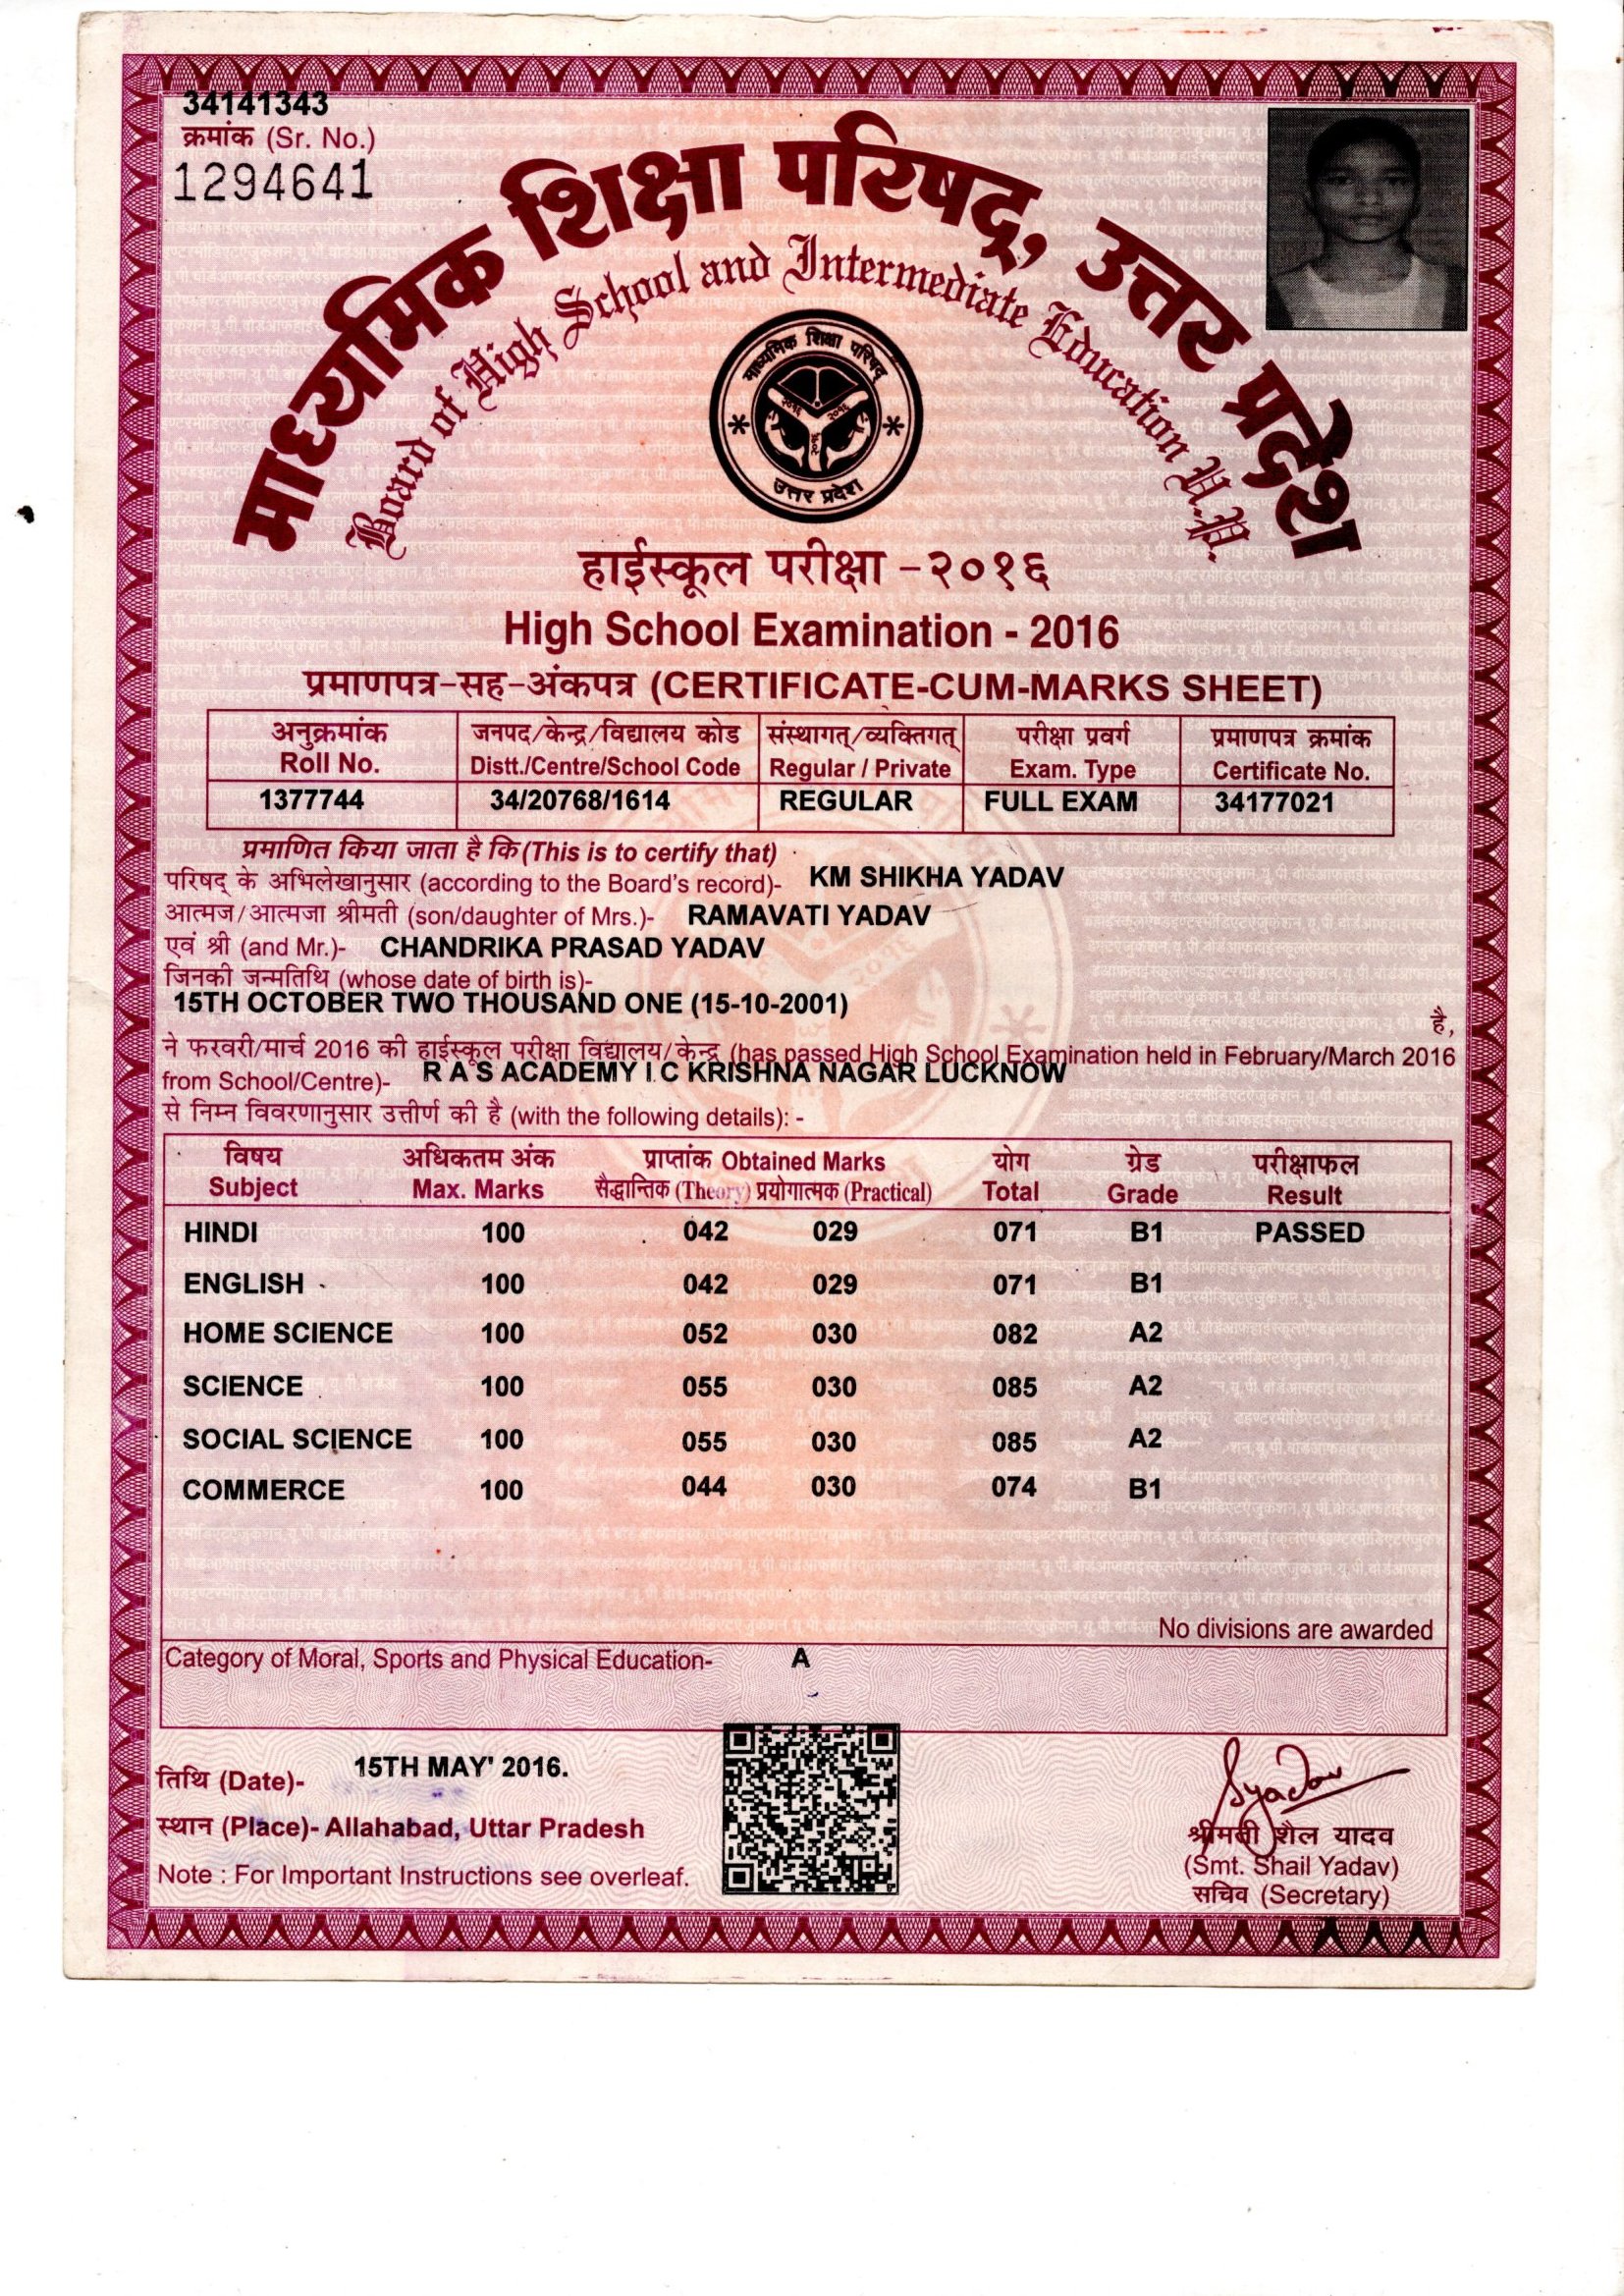 34141343
क्रमांक (Sr. No.)
1294641
माध्यमिक शिक्षा परिषद्, उत्तर प्रदेश
Board of High School and Intermediate Education U.P.
माध्यमिक शिक्षा परिषद्
२०१६ २०१६
२०१६
उत्तर प्रदेश
हाईस्कूल परीक्षा -२०१६
High School Examination - 2016
प्रमाणपत्र-सह-अंकपत्र (CERTIFICATE-CUM-MARKS SHEET)
अनुक्रमांक जनपद/केन्द्र/विद्यालय कोड संस्थागत्/व्यक्तिगत् परीक्षा प्रवर्ग प्रमाणपत्र क्रमांक
Roll No. Distt./Centre/School Code Regular / Private Exam. Type Certificate No.
1377744 34/20768/1614 REGULAR FULL EXAM 34177021
प्रमाणित किया जाता है कि (This is to certify that)
परिषद् के अभिलेखानुसार (according to the Board's record)- KM SHIKHA YADAV
आत्मज/आत्मजा श्रीमती (son/daughter of Mrs.)- RAMAVATI YADAV
एवं श्री (and Mr.)- CHANDRIKA PRASAD YADAV
जिनकी जन्मतिथि (whose date of birth is)-
15TH OCTOBER TWO THOUSAND ONE (15-10-2001) है,
ने फरवरी/मार्च 2016 की हाईस्कूल परीक्षा विद्यालय/केन्द्र (has passed High School Examination held in February/March 2016
from School/Centre)- R A S ACADEMY I C KRISHNA NAGAR LUCKNOW
से निम्न विवरणानुसार उत्तीर्ण की है (with the following details): -
विषय अधिकतम अंक प्राप्तांक Obtained Marks योग ग्रेड परीक्षाफल
Subject Max. Marks सैद्धान्तिक (Theory) प्रयोगात्मक (Practical) Total Grade Result
HINDI 100 042 029 071 B1 PASSED
ENGLISH 100 042 029 071 B1
HOME SCIENCE 100 052 030 082 A2
SCIENCE 100 055 030 085 A2
SOCIAL SCIENCE 100 055 030 085 A2
COMMERCE 100 044 030 074 B1
No divisions are awarded
Category of Moral, Sports and Physical Education- A
तिथि (Date)- 15TH MAY' 2016.
स्थान (Place)- Allahabad, Uttar Pradesh
Note : For Important Instructions see overleaf.
Syadav
श्रीमती शैल यादव
(Smt. Shail Yadav)
सचिव (Secretary)